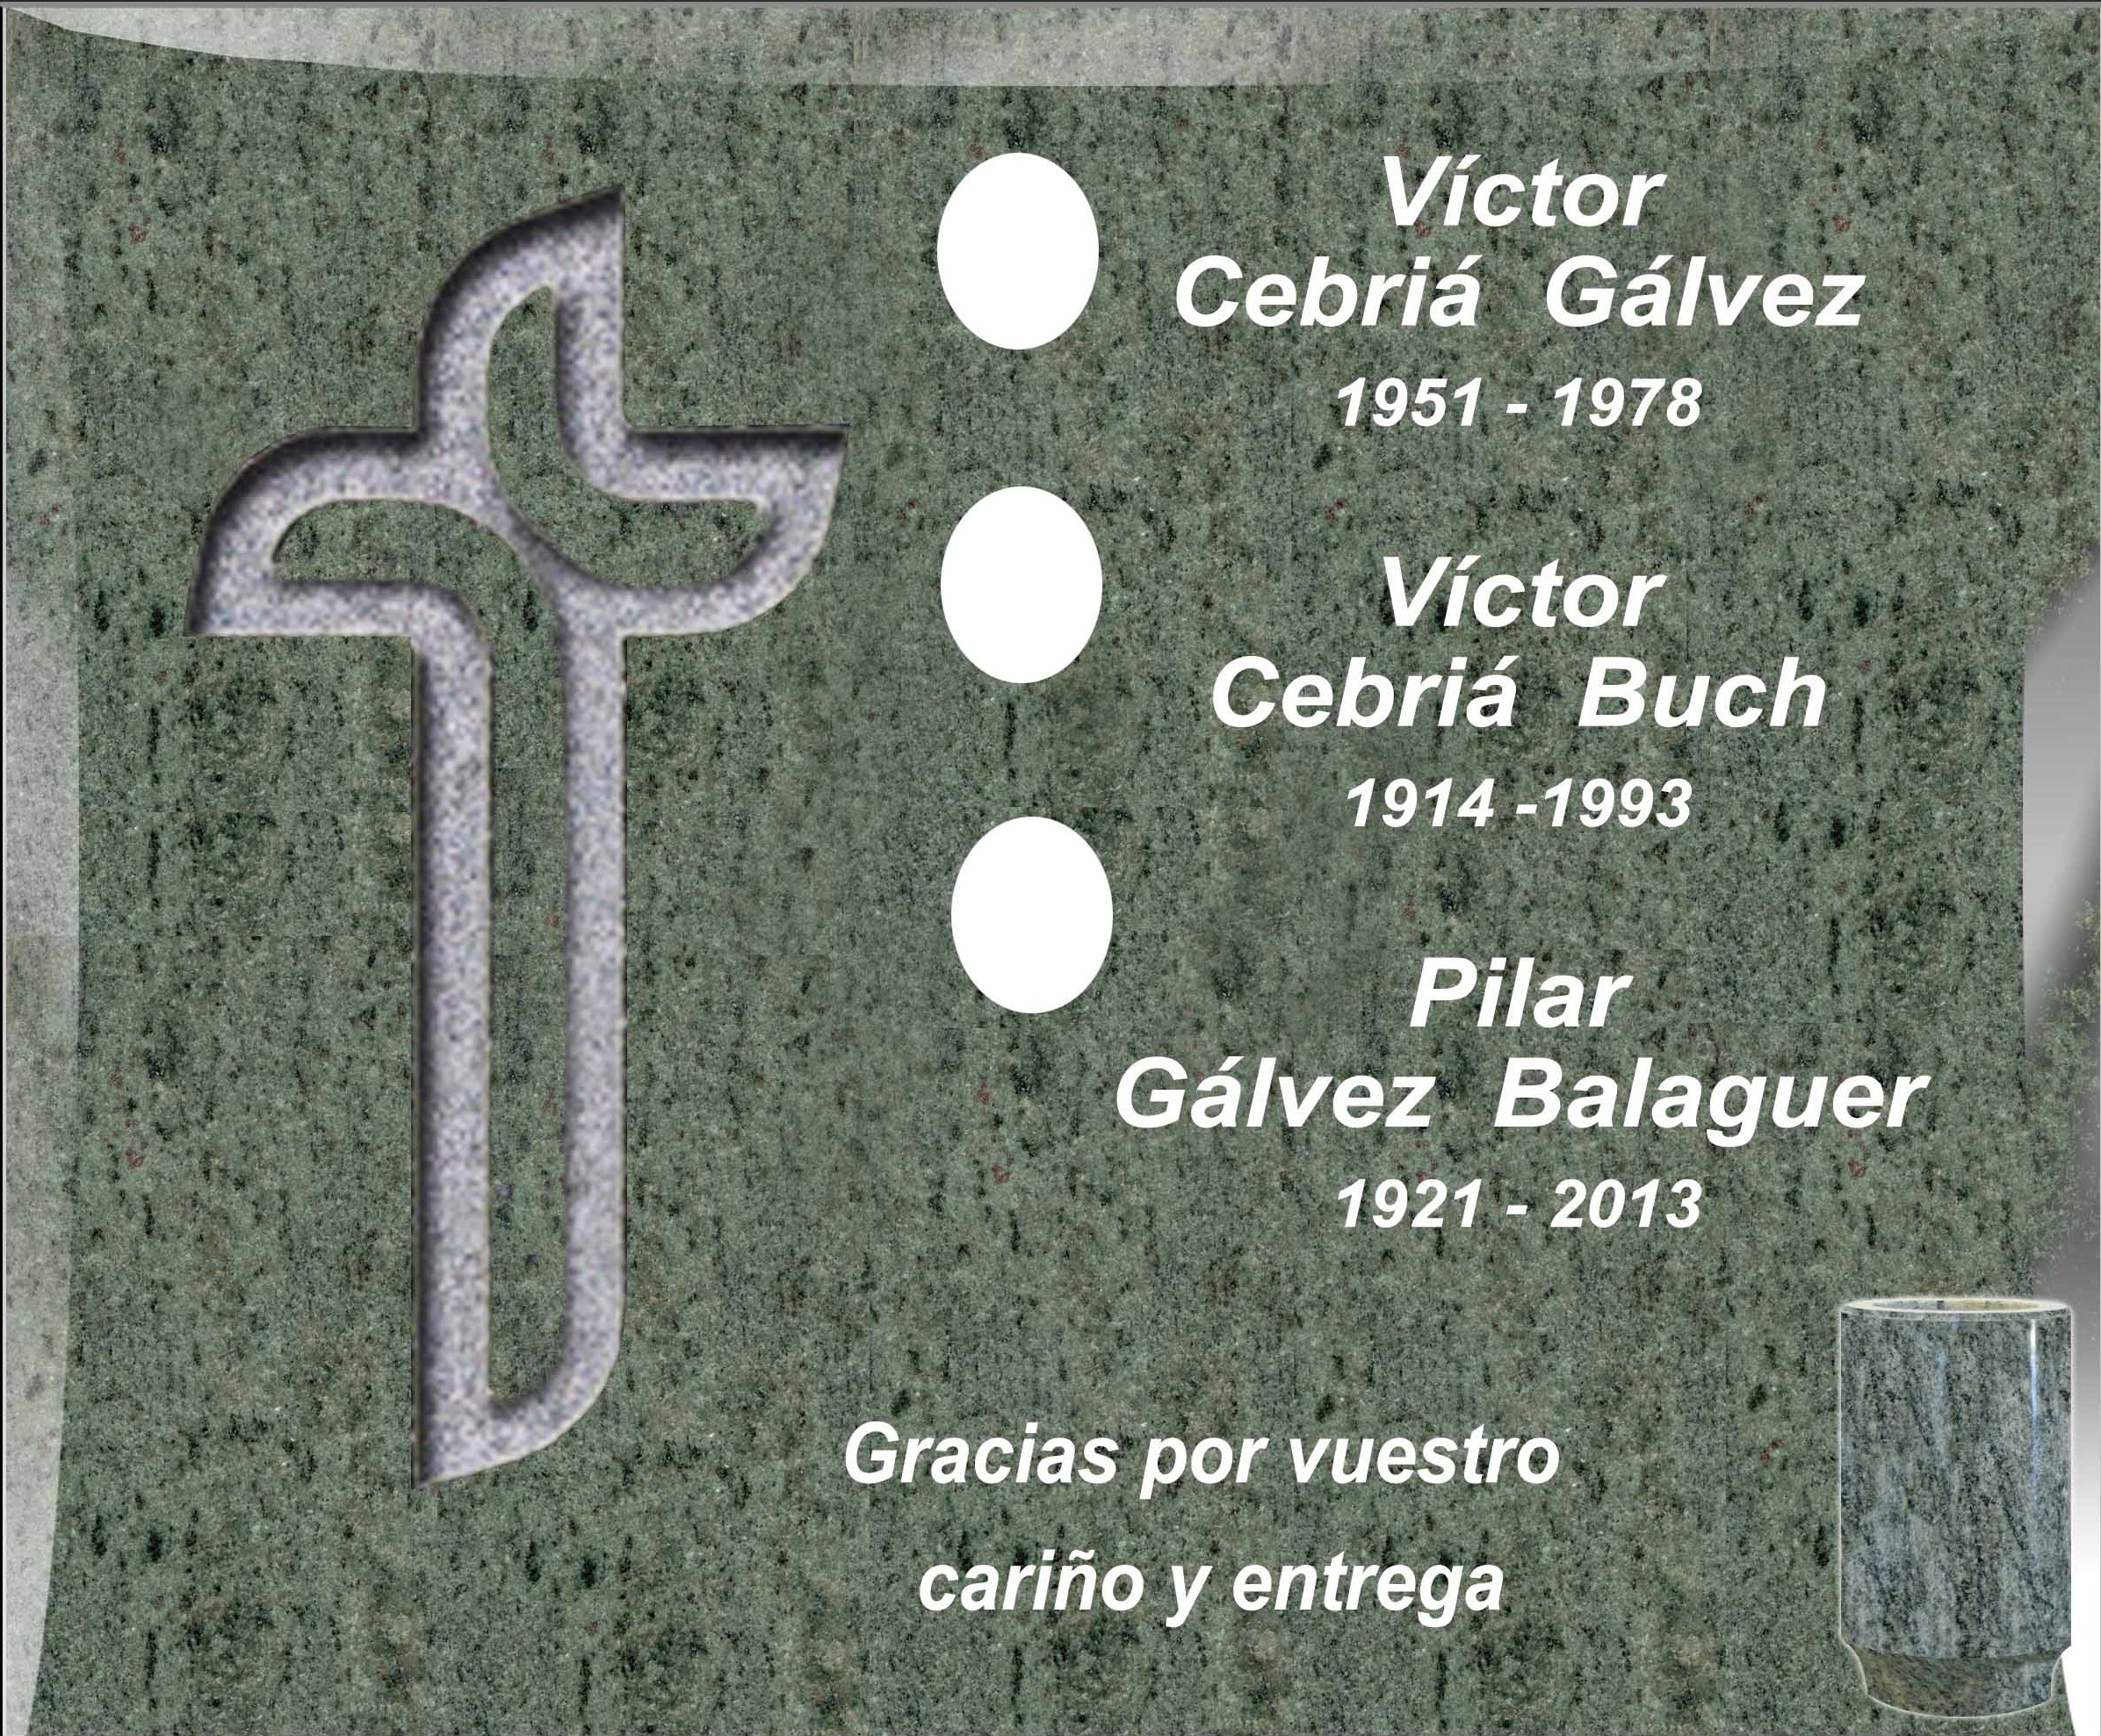 Víctor
Cebriá Gálvez
1951 - 1978
Víctor
Cebriá Buch
1914 -1993
Pilar
Gálvez Balaguer
1921 - 2013
Gracias por vuestro
cariño y entrega